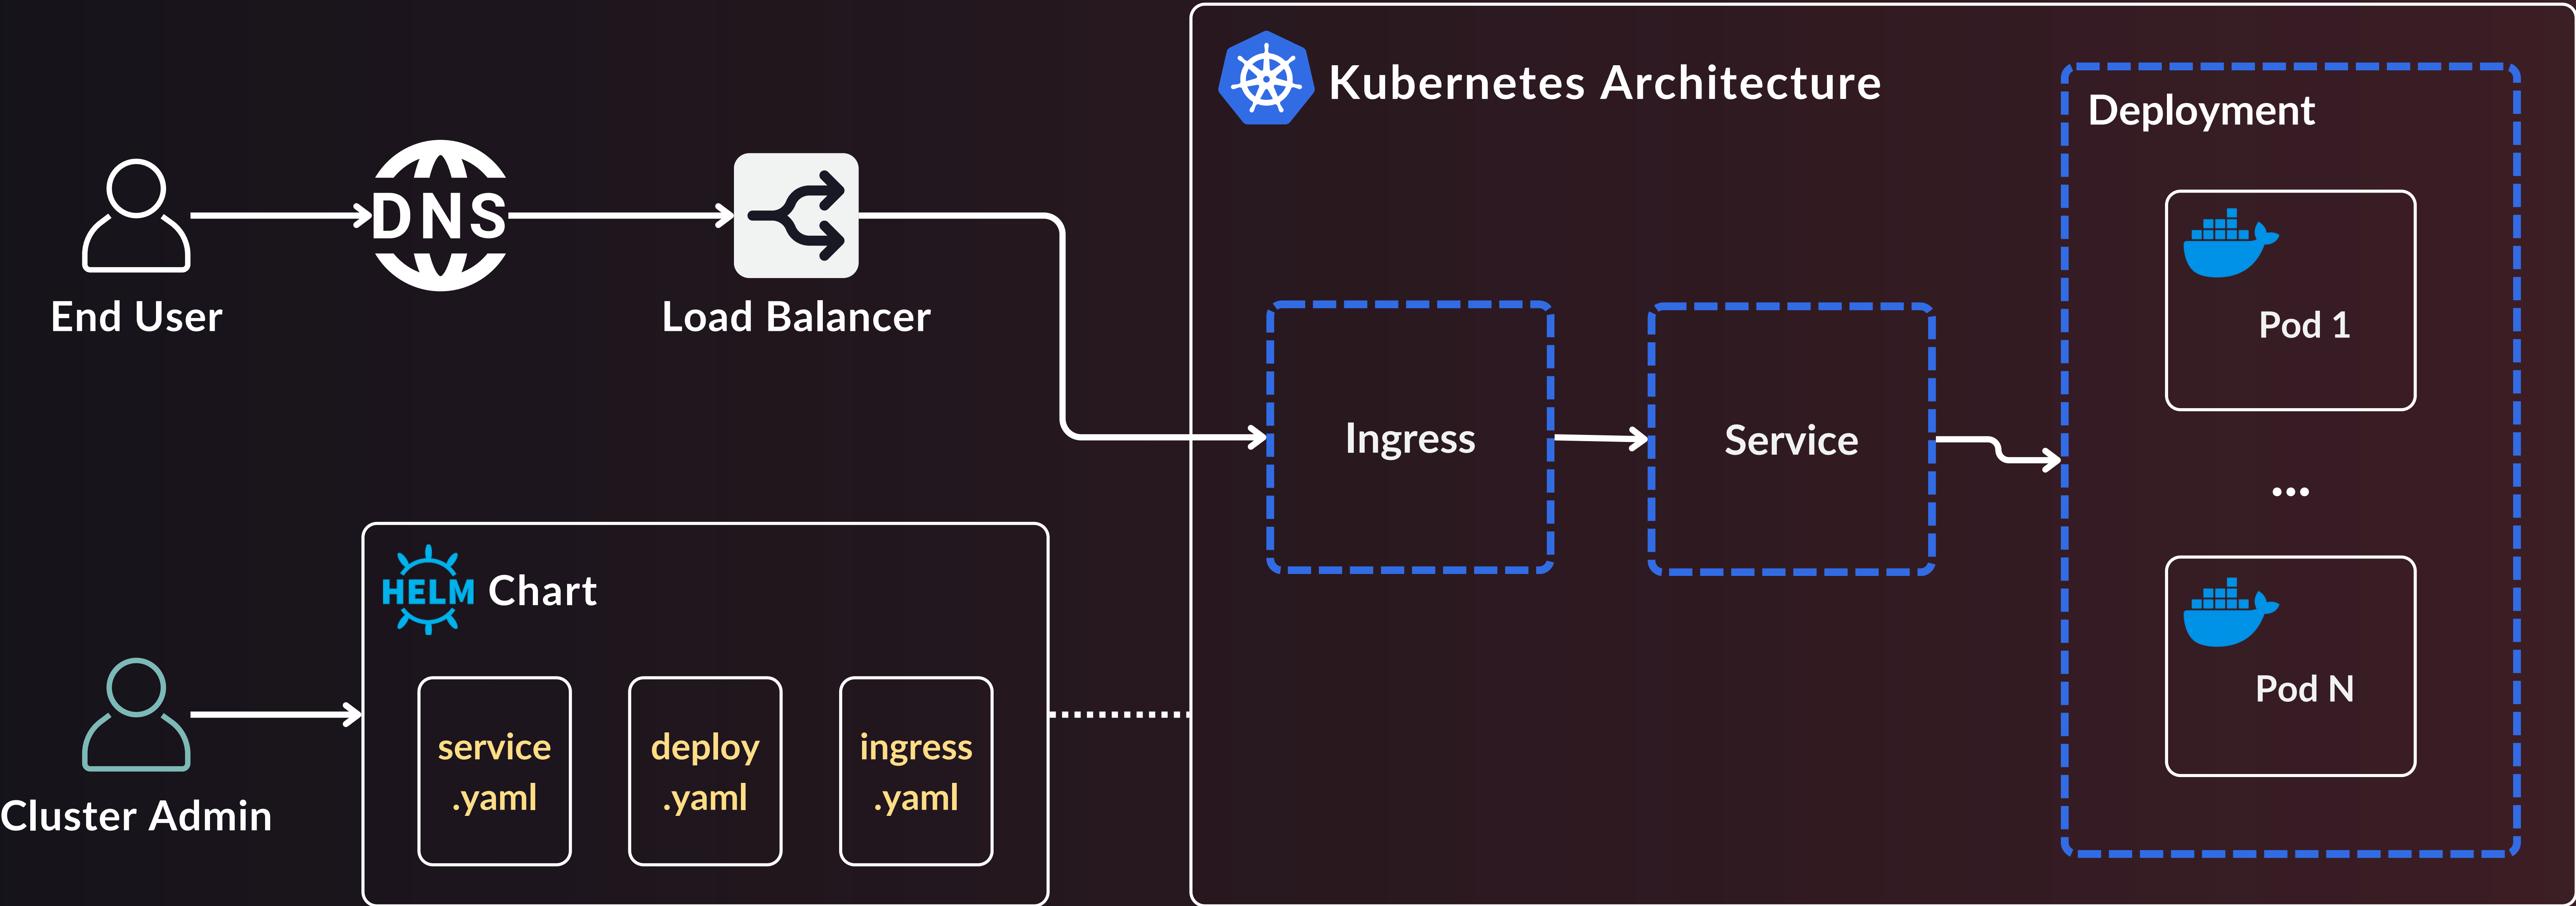 Kubernetes Architecture
Deployment
DNS
End User
Load Balancer
Pod 1
Ingress
Service
...
HELM Chart
Pod N
service
.yaml
deploy
.yaml
ingress
.yaml
Cluster Admin